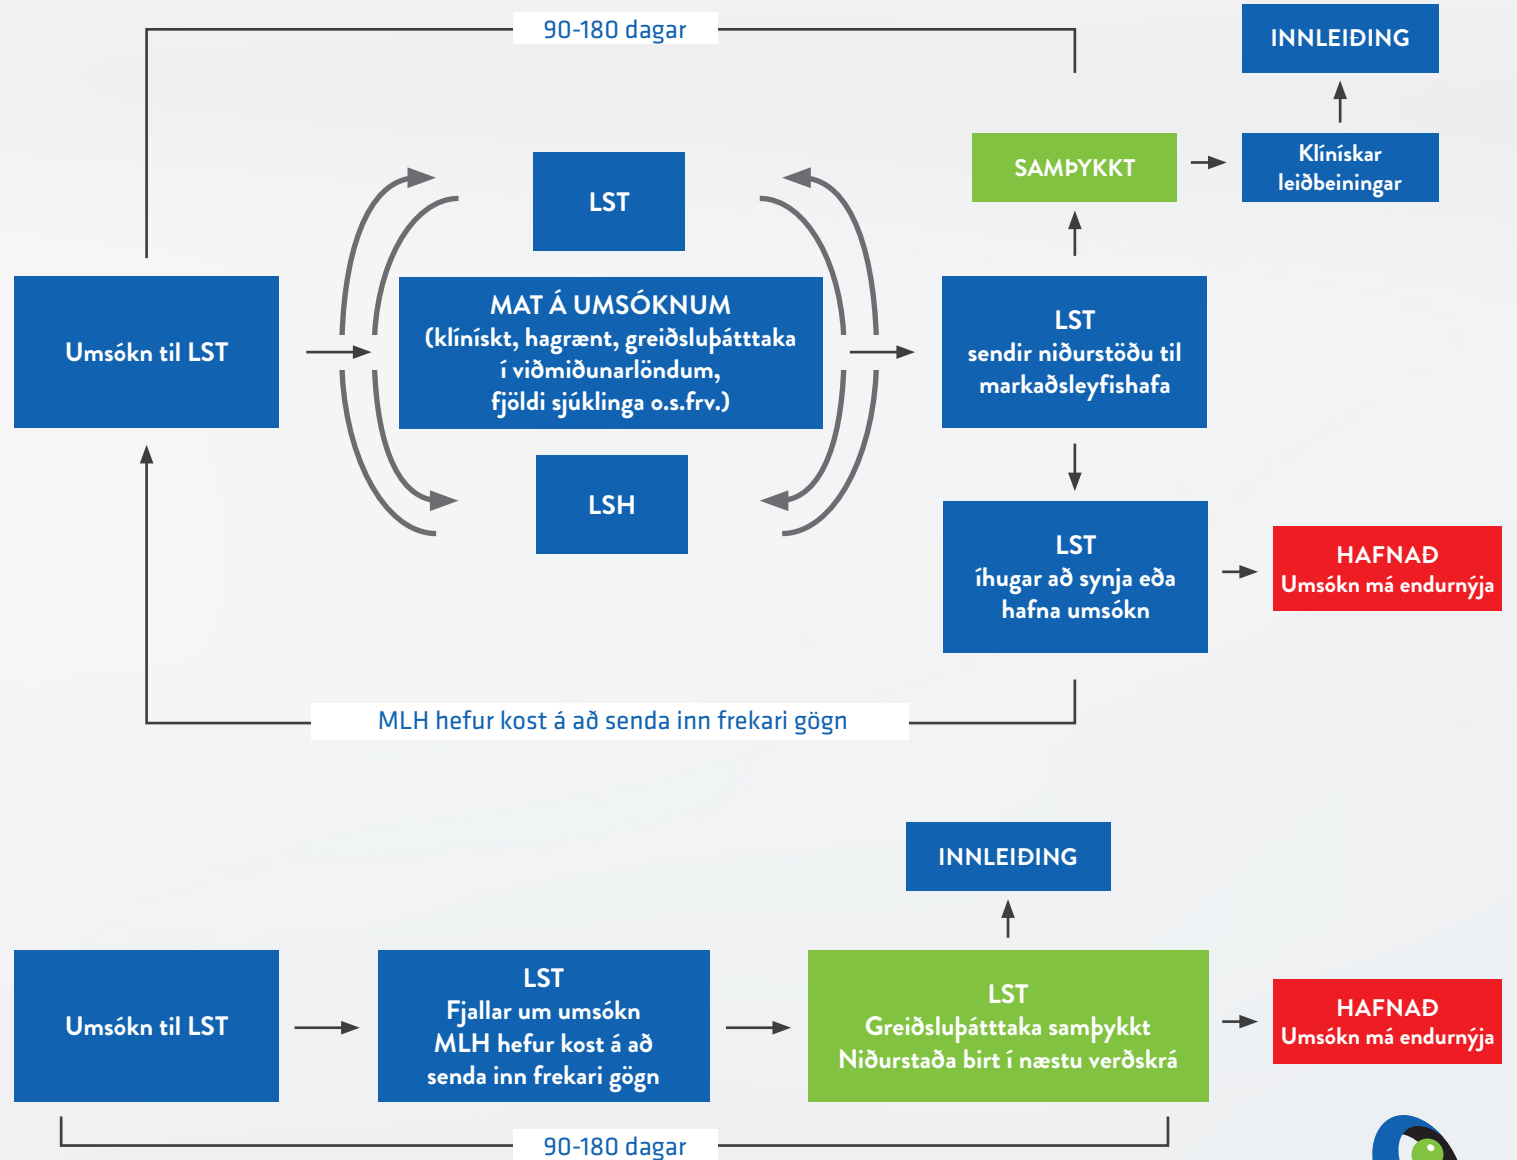 90-180 dagar
INNLEIÐING
SAMÞYKKT
Klínískar
leiðbeiningar
LST
Umsókn til LST
MAT Á UMSÓKNUM
(klínískt, hagrænt, greiðsluþátttaka
í viðmiðunarlöndum,
fjöldi sjúklinga o.s.frv.)
LST
sendir niðurstöðu til
markaðsleyfishafa
LSH
LST
íhugar að synja eða
hafna umsókn
HAFNAÐ
Umsókn má endurnýja
MLH hefur kost á að senda inn frekari gögn
INNLEIÐING
Umsókn til LST
LST
Fjallar um umsókn
MLH hefur kost á að
senda inn frekari gögn
LST
Greiðsluþátttaka samþykkt
Niðurstaða birt í næstu verðskrá
HAFNAÐ
Umsókn má endurnýja
90-180 dagar